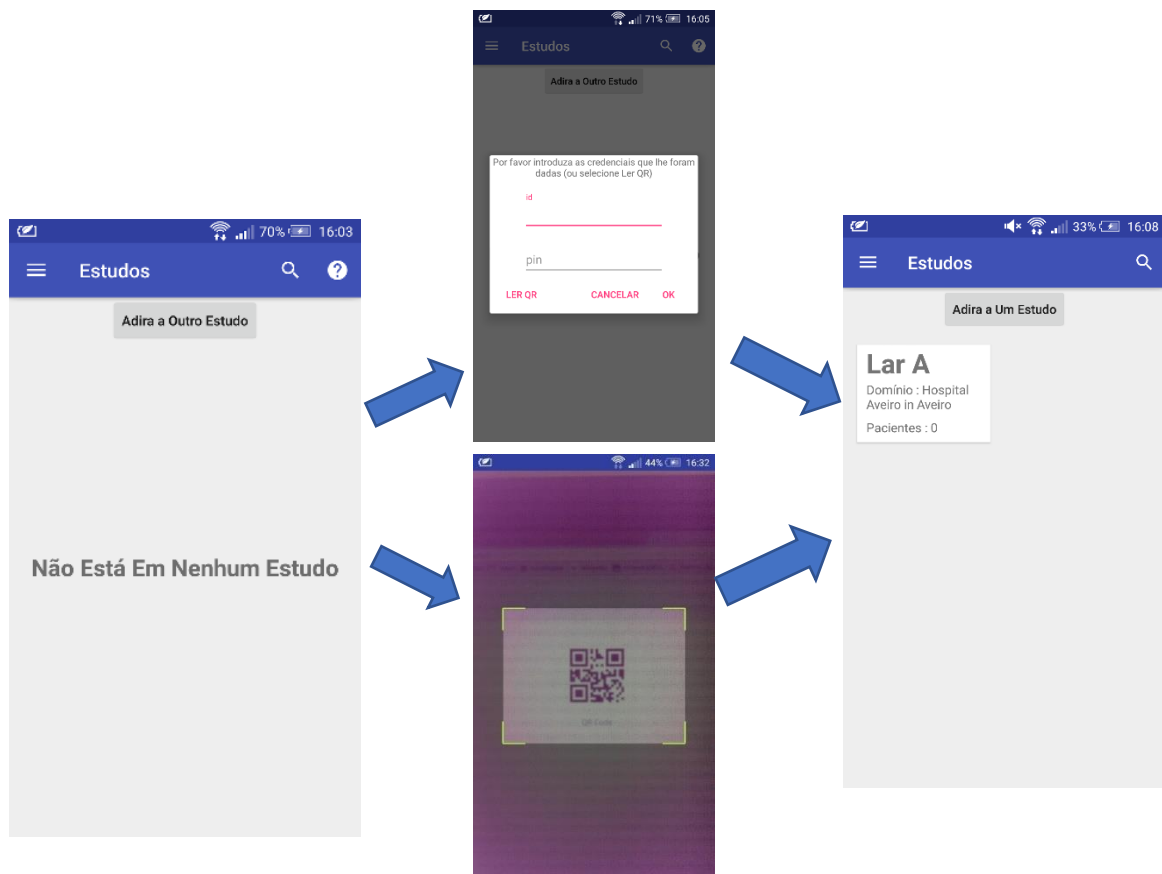 70% 16:03
Estudos
Adira a Outro Estudo
Não Está Em Nenhum Estudo
71% 16:05
Estudos
Adira a Outro Estudo
Por favor introduza as credenciais que lhe foram
dadas (ou selecione Ler QR)
id
pin
LER QR CANCELAR OK
44% 16:32
QR Code
33% 16:08
Estudos
Adira a Um Estudo
Lar A
Domínio : Hospital
Aveiro in Aveiro
Pacientes : 0